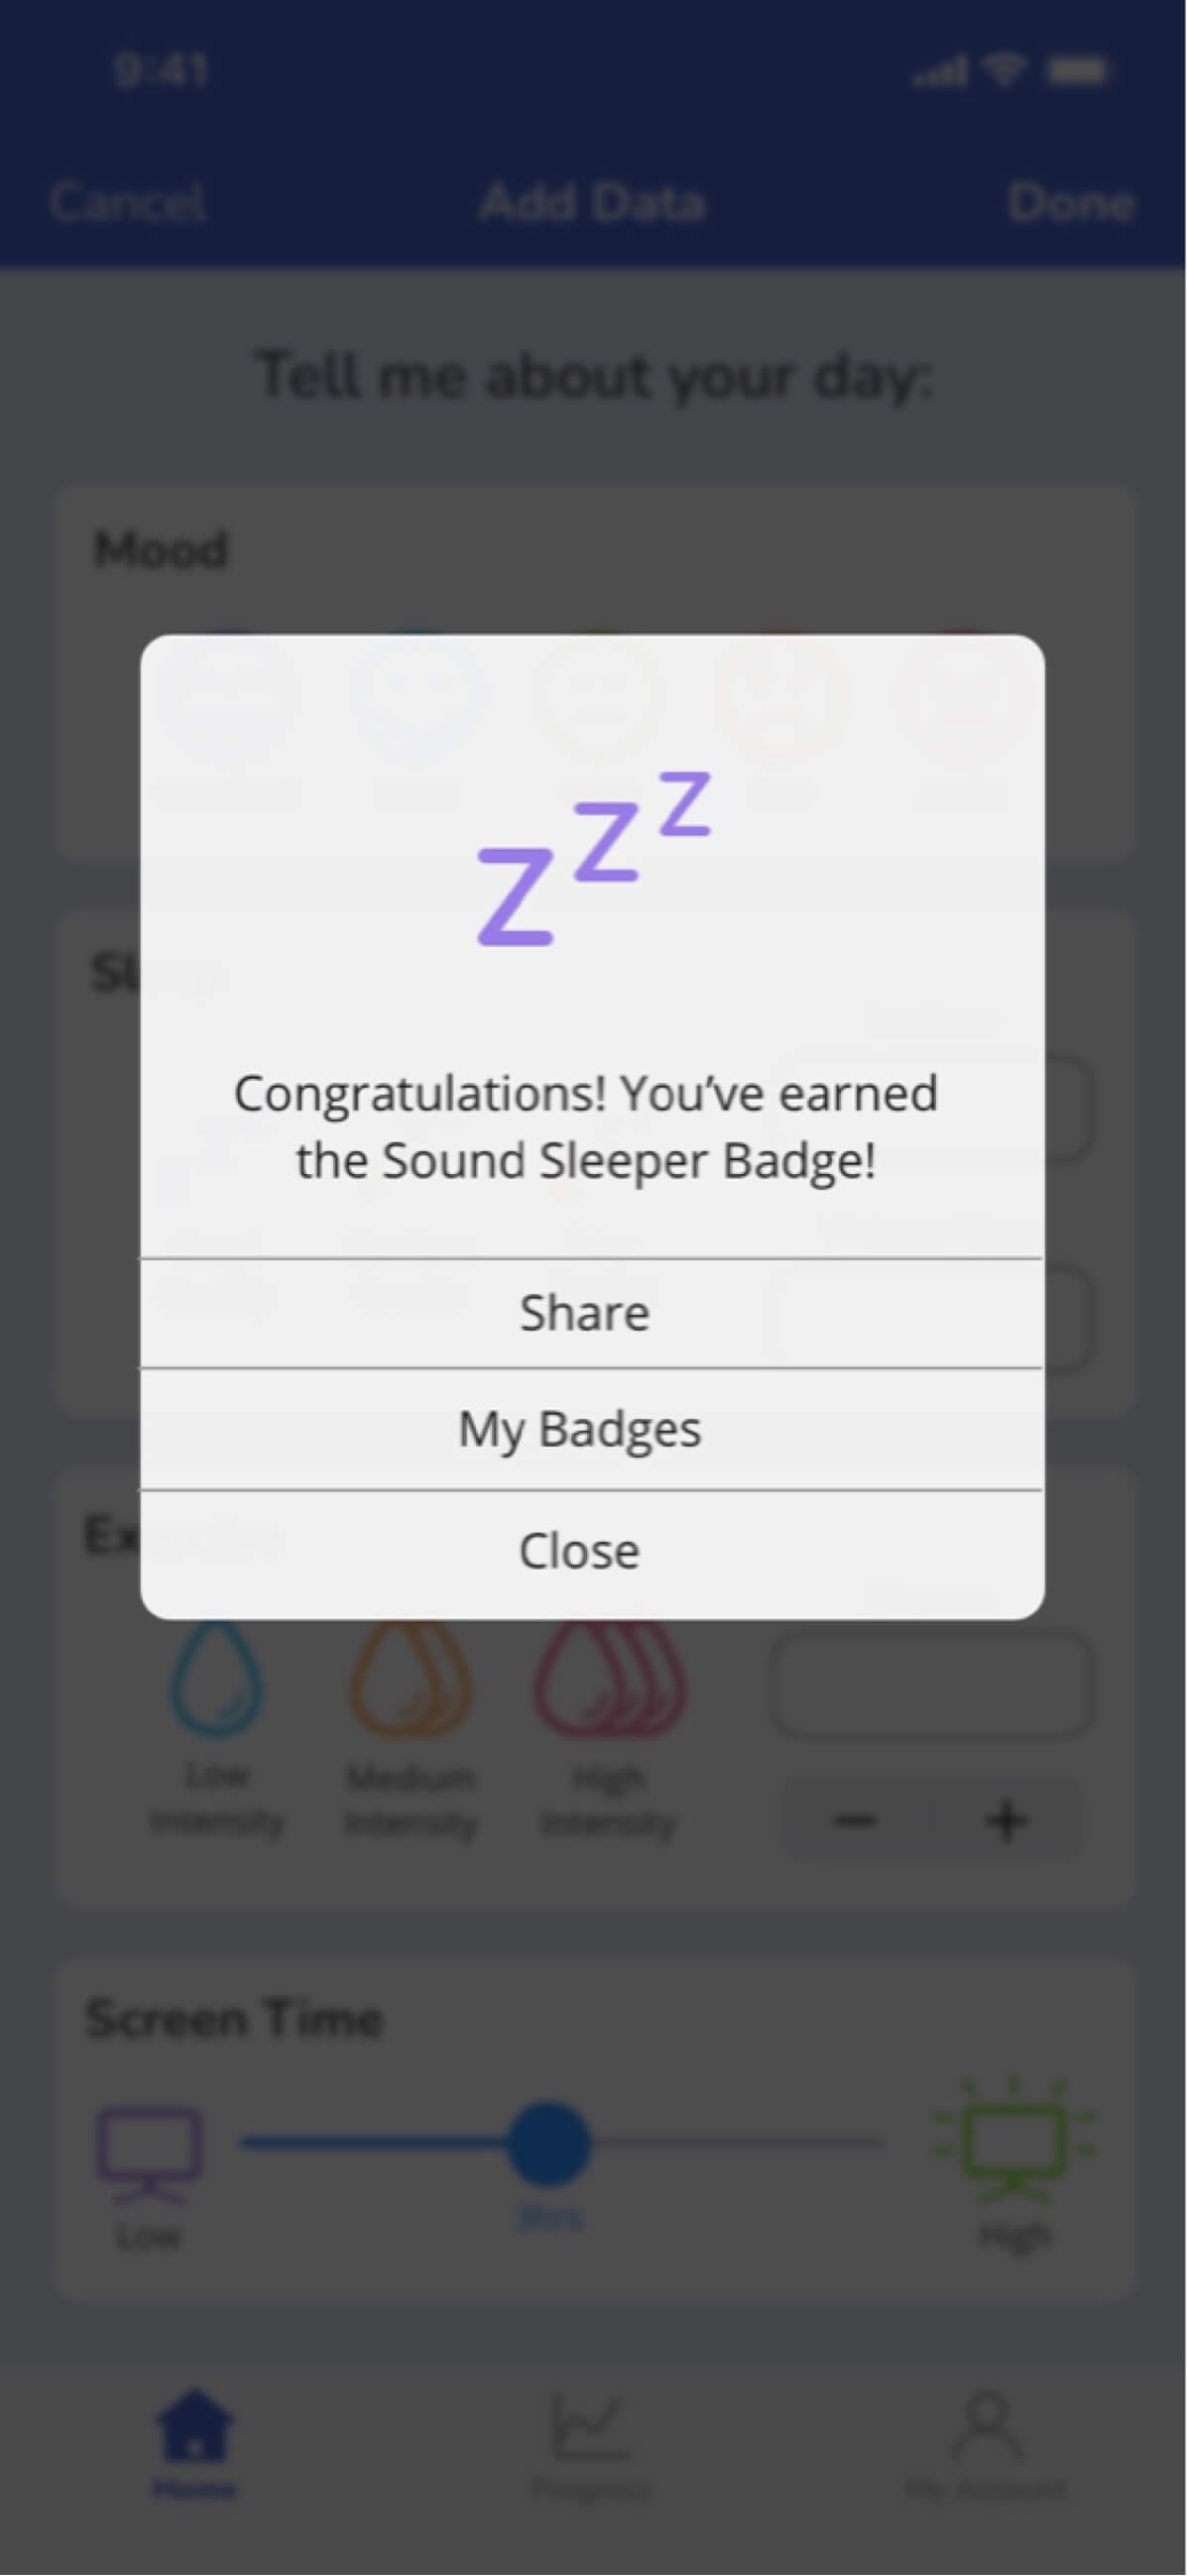 9:41
Cancel Add Data Done
Tell me about your day:
Mood
z z z
Congratulations! You’ve earned
the Sound Sleeper Badge!
Share
My Badges
Close
Low Medium High
Intensity Intensity Intensity
− +
Screen Time
Low 3hrs High
Home Progress My Account